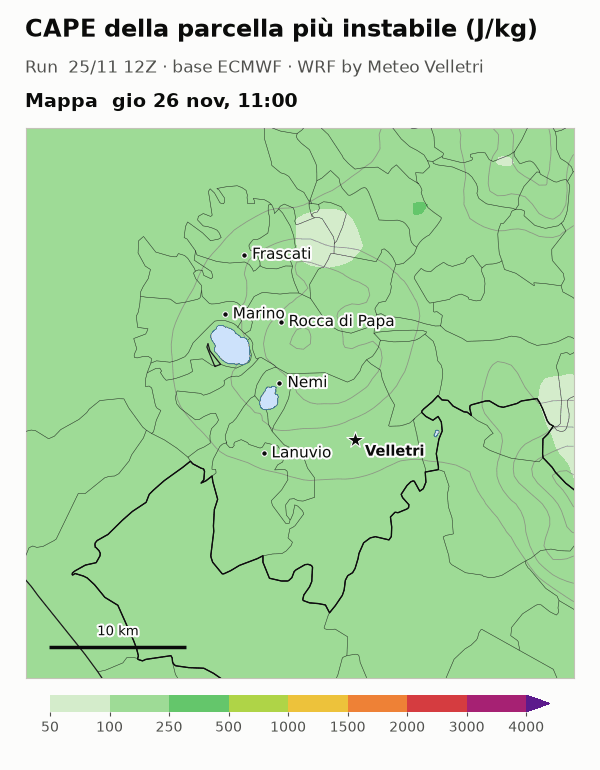 CAPE della parcella più instabile (J/kg)
Run  25/11 12Z · base ECMWF · WRF by Meteo Velletri
Mappa  gio 26 nov, 11:00
Frascati
Marino
Rocca di Papa
Nemi
Velletri
Lanuvio
10 km
50 100 250 500 1000 1500 2000 3000 4000